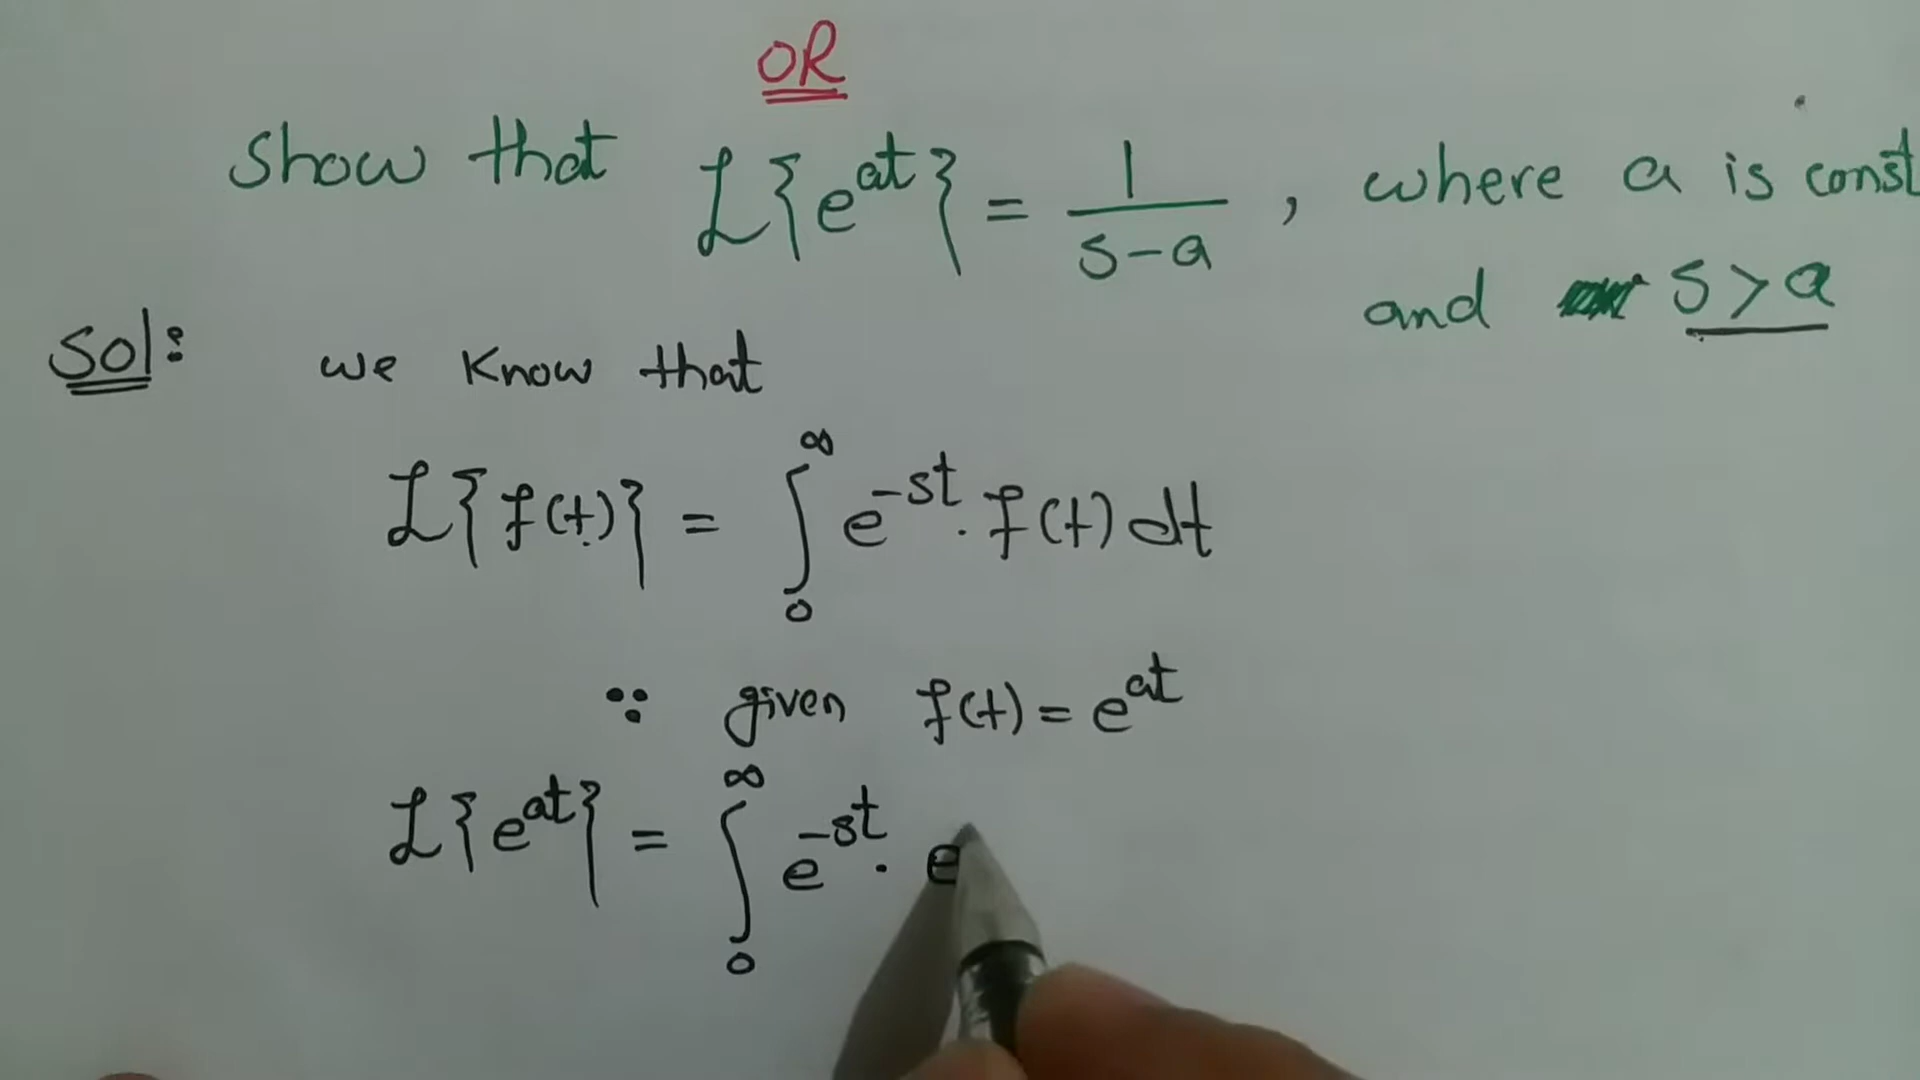 OR
Show that ℒ{e^at} = 1/(s-a), where a is const
and s>a
Sol: we Know that
ℒ{f(t)} = ∫₀^∞ e^-st . f(t) dt
∵ given f(t) = e^at
ℒ{e^at} = ∫₀^∞ e^-st . e